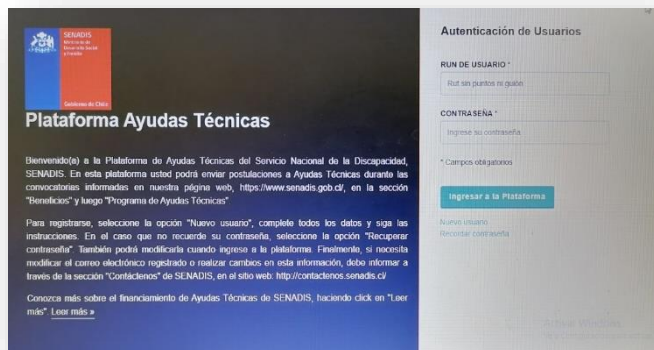 SENADIS
Ministerio de
Desarrollo Social
y Familia
Gobierno de Chile
Plataforma Ayudas Técnicas
Bienvenido(a) a la Plataforma de Ayudas Técnicas del Servicio Nacional de la Discapacidad,
SENADIS. En esta plataforma usted podrá enviar postulaciones a Ayudas Técnicas durante las
convocatorias informadas en nuestra página web, https://www.senadis.gob.cl/, en la sección
"Beneficios" y luego "Programa de Ayudas Técnicas"
Para registrarse, seleccione la opción "Nuevo usuario", complete todos los datos y siga las
instrucciones. En el caso que no recuerde su contraseña, seleccione la opción "Recuperar
contraseña". También podrá modificarla cuando ingrese a la plataforma. Finalmente, si necesita
modificar el correo electrónico registrado o realizar cambios en esta información, debe informar a
través de la sección "Contáctenos" de SENADIS, en el sitio web: http://contactenos.senadis.cl/
Conozca más sobre el financiamiento de Ayudas Técnicas de SENADIS, haciendo click en "Leer
más". Leer más »
Autenticación de Usuarios
RUN DE USUARIO *
Rut sin puntos ni guión
CONTRASEÑA *
Ingrese su contraseña
* Campos obligatorios
Ingresar a la Plataforma
Nuevo usuario
Recordar contraseña
Activar Windows